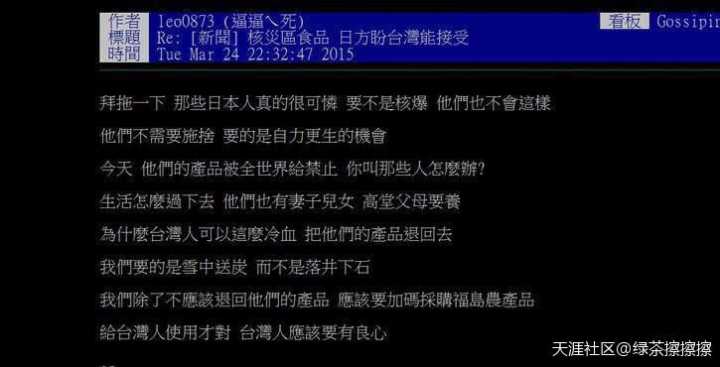 作者 leo0873 (逼逼ㄟ死) 看板 Gossipin
標題 Re: [新聞] 核災區食品 日方盼台灣能接受
時間 Tue Mar 24 22:32:47 2015
拜拖一下 那些日本人真的很可憐 要不是核爆 他們也不會這樣
他們不需要施捨 要的是自力更生的機會
今天 他們的產品被全世界給禁止 你叫那些人怎麼辦?
生活怎麼過下去 他們也有妻子兒女 高堂父母要養
為什麼台灣人可以這麼冷血 把他們的產品退回去
我們要的是雪中送炭 而不是落井下石
我們除了不應該退回他們的產品 應該要加碼採購福島農產品
給台灣人使用才對 台灣人應該要有良心
天涯社区@绿茶擦擦擦